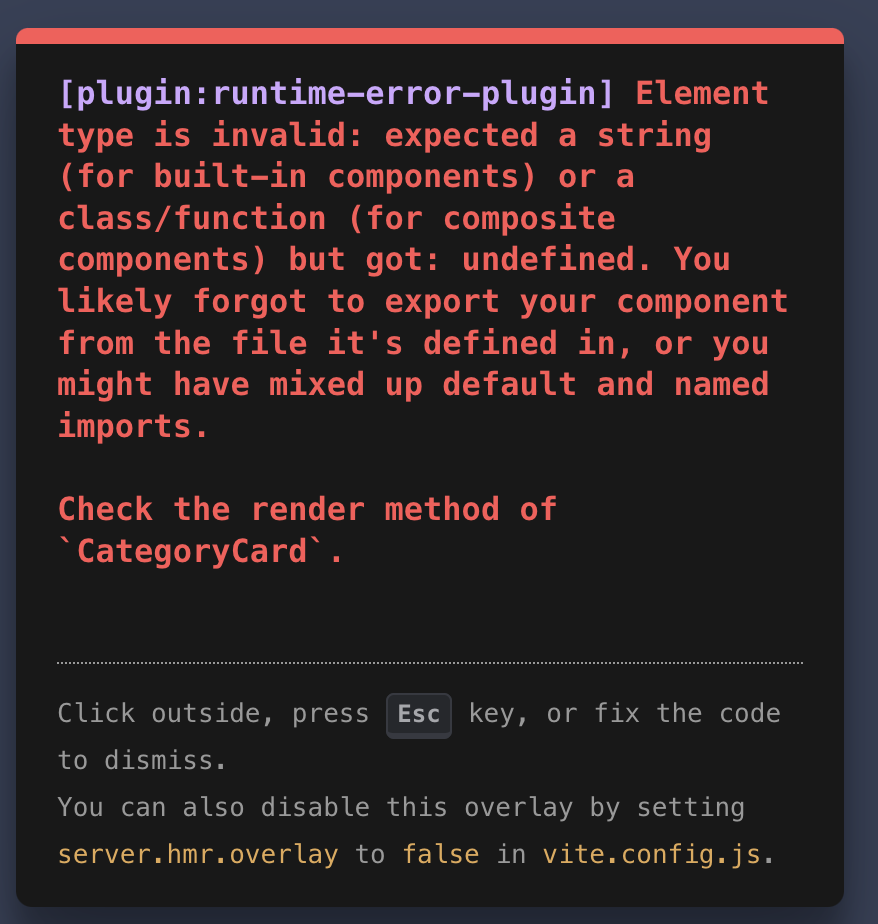 [plugin:runtime-error-plugin] Element
type is invalid: expected a string
(for built-in components) or a
class/function (for composite
components) but got: undefined. You
likely forgot to export your component
from the file it's defined in, or you
might have mixed up default and named
imports.
Check the render method of
`CategoryCard`.
Click outside, press Esc key, or fix the code
to dismiss.
You can also disable this overlay by setting
server.hmr.overlay to false in vite.config.js.